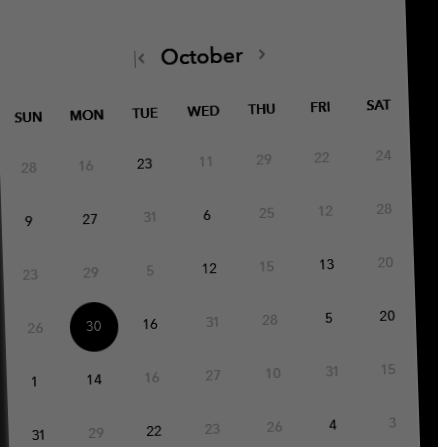 |< October >
SUN MON TUE WED THU FRI SAT
28 16 23 11 29 22 24
9 27 31 6 25 12 28
23 29 5 12 15 13 20
26 30 16 31 28 5 20
1 14 16 27 10 31 15
31 29 22 23 26 4 3